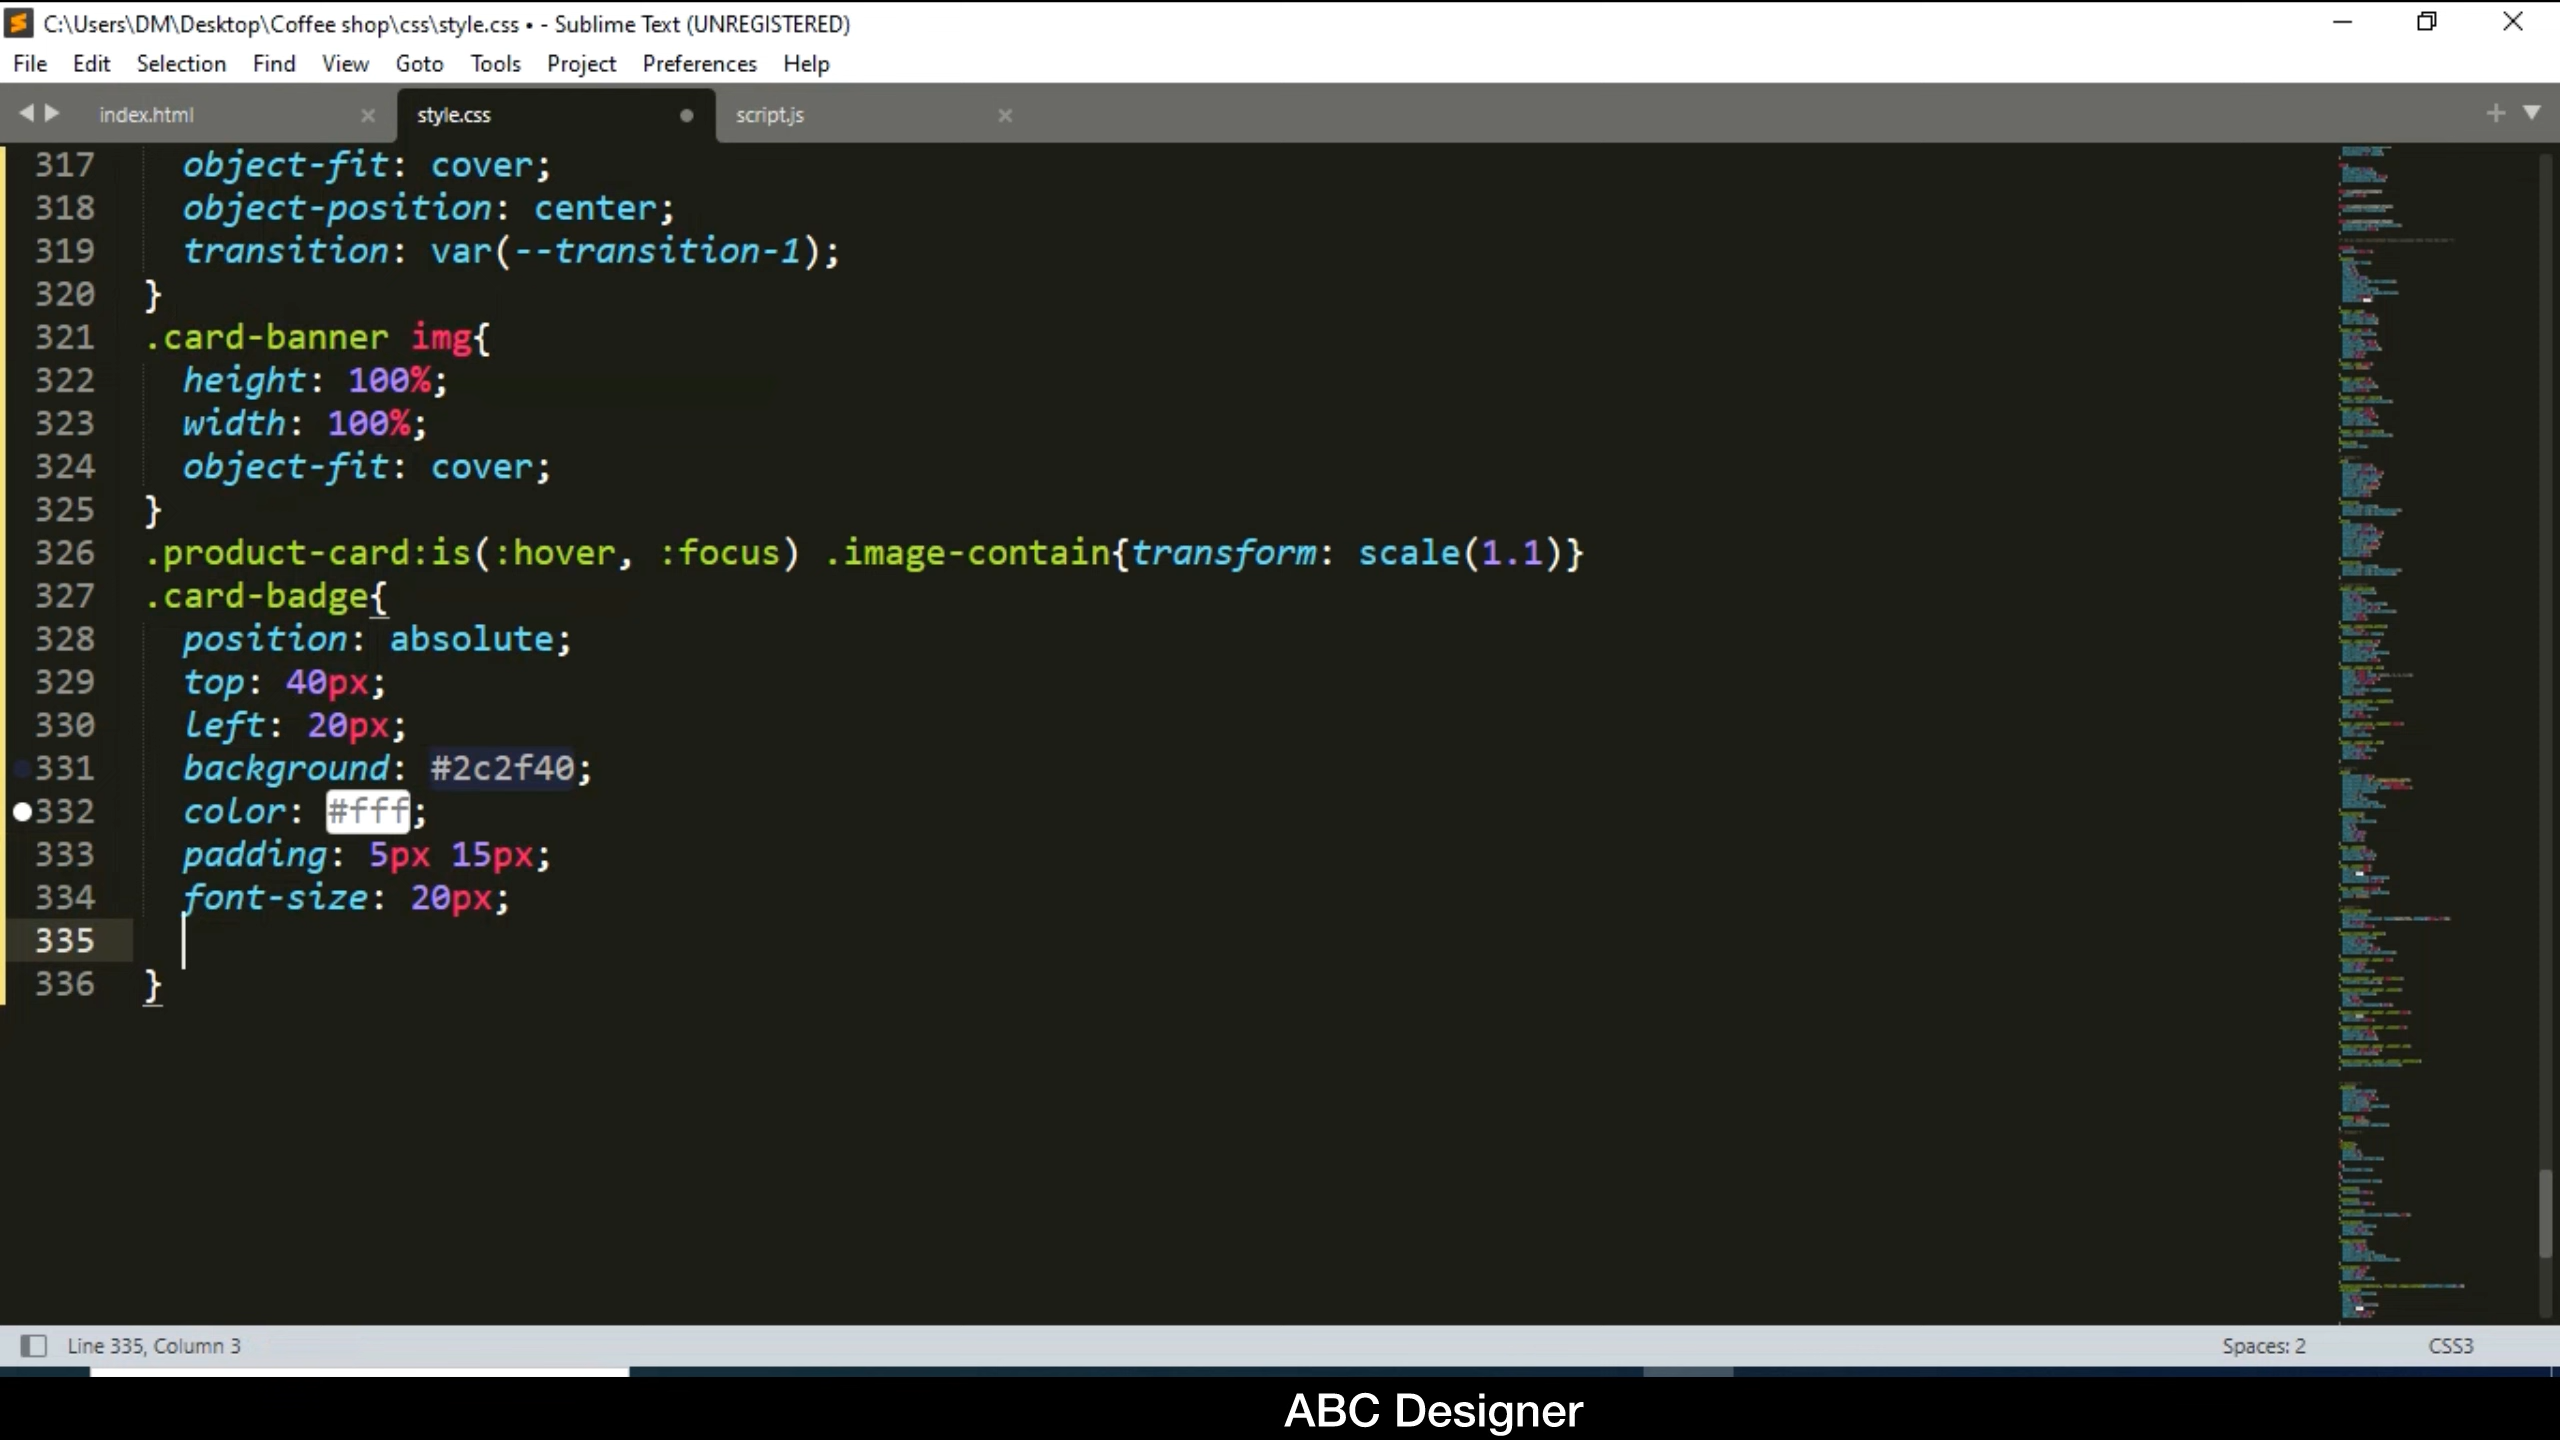 C:\Users\DM\Desktop\Coffee shop\css\style.css • - Sublime Text (UNREGISTERED)
File Edit Selection Find View Goto Tools Project Preferences Help
index.html style.css script.js
317 object-fit: cover;
318 object-position: center;
319 transition: var(--transition-1);
320 }
321 .card-banner img{
322 height: 100%;
323 width: 100%;
324 object-fit: cover;
325 }
326 .product-card:is(:hover, :focus) .image-contain{transform: scale(1.1)}
327 .card-badge{
328 position: absolute;
329 top: 40px;
330 left: 20px;
331 background: #2c2f40;
332 color: #fff;
333 padding: 5px 15px;
334 font-size: 20px;
335
336 }
Line 335, Column 3 Spaces: 2 CSS3
ABC Designer